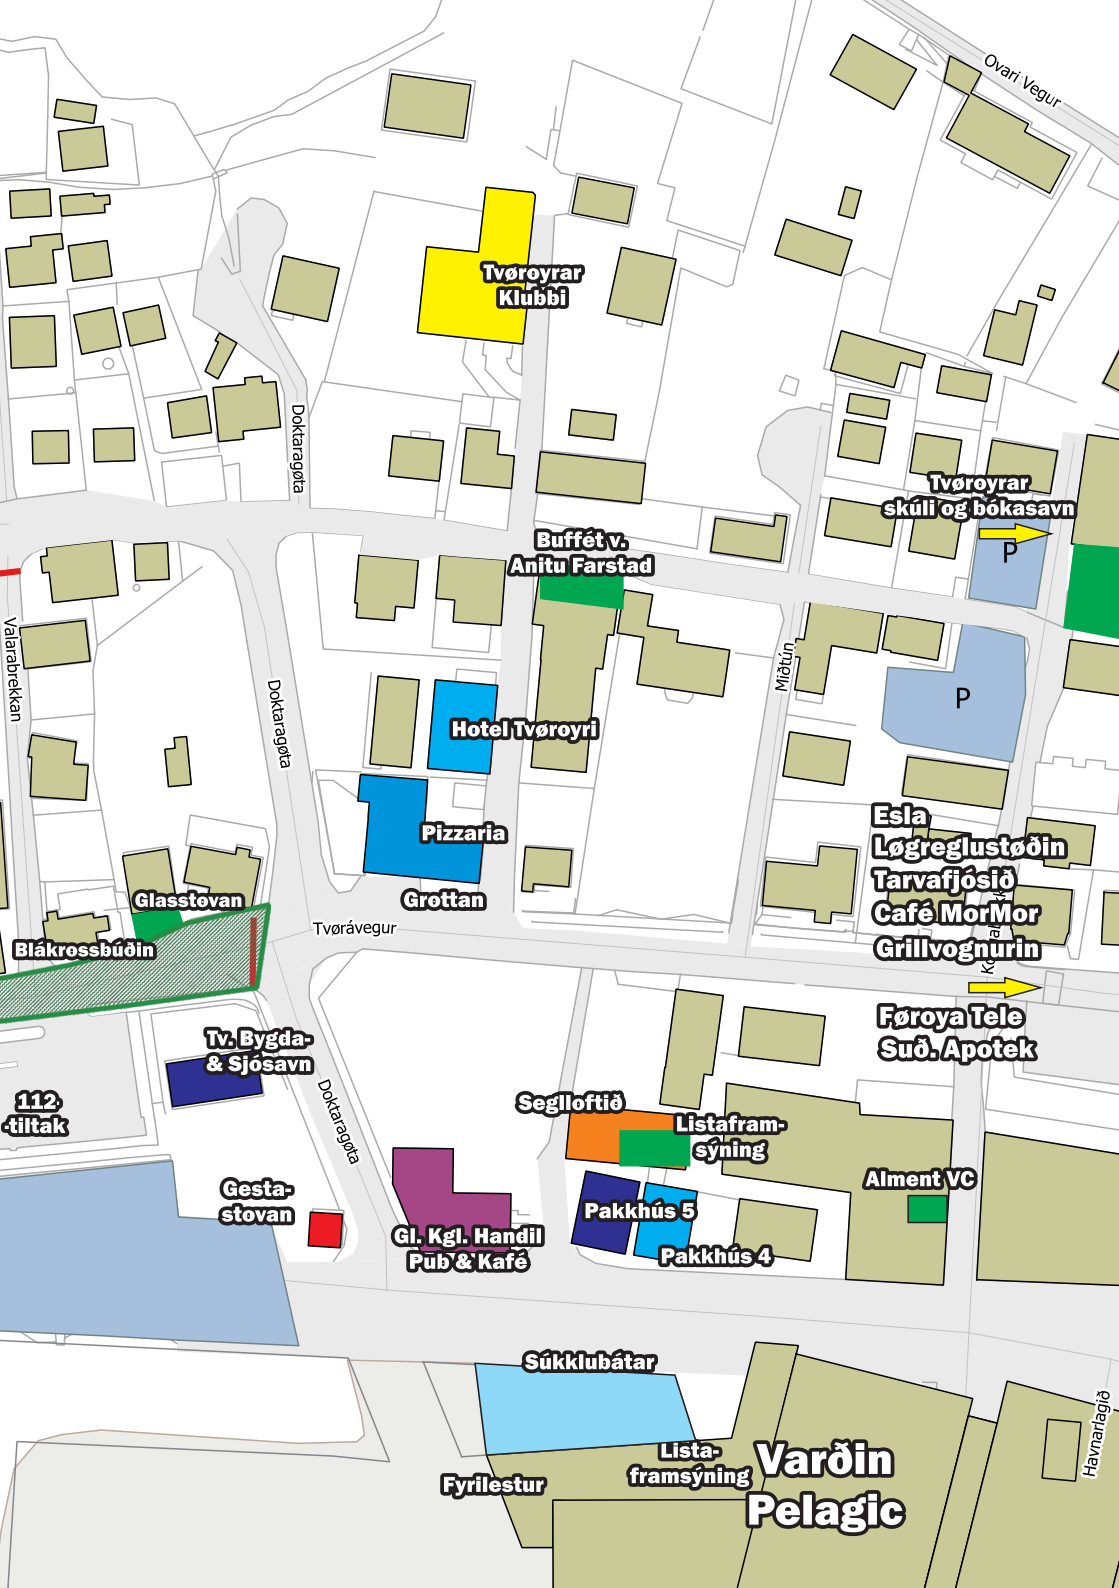 Ovari Vegur
Tvøroyrar
Klubbi
Doktaragøta
Tvøroyrar
skúli og bókasavn
P
Buffét v.
Anitu Farstad
Valarabrekkan
Doktaragøta
Miðtún
P
Hotel Tvøroyri
Pizzaria
Grottan
Esla
Løgreglustøðin
Tarvafjósið
Café MorMor
Grillvognurin
Glasstovan
Blákrossbúðin
Tvørávegur
Føroya Tele
Suð. Apotek
Tv. Bygda-
& Sjósavn
112-
-tiltak
Doktaragøta
Seglloftið
Listafram-
sýning
Alment VC
Gesta-
stovan
Pakkhús 5
Gl. Kgl. Handil
Pub & Kafé
Pakkhús 4
Súkklubátar
Lista-
framsýning
Fyrilestur
Varðin
Pelagic
Havnarlagið